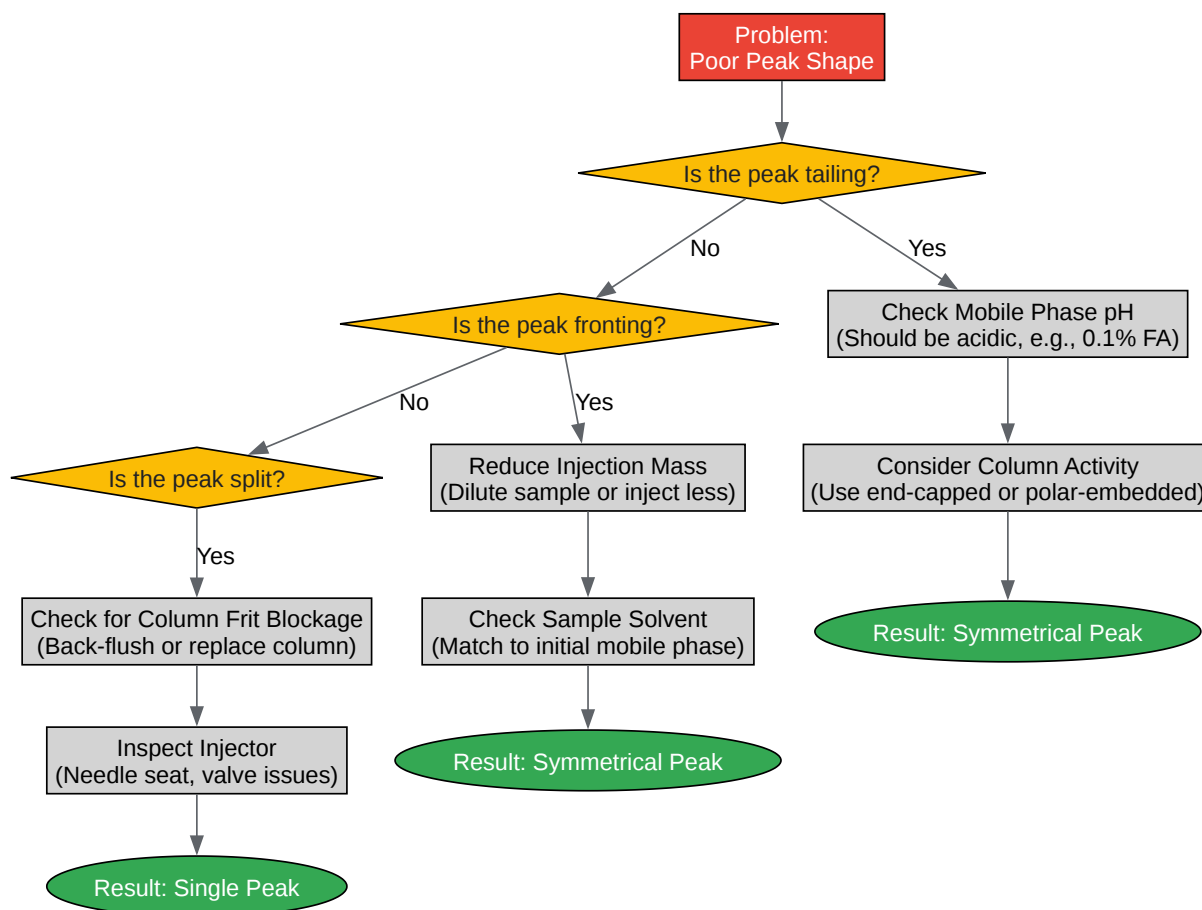 Problem:
Poor Peak Shape
Is the peak tailing?
No
Yes
Is the peak fronting?
Check Mobile Phase pH
(Should be acidic, e.g., 0.1% FA)
No
Yes
Is the peak split?
Reduce Injection Mass
(Dilute sample or inject less)
Consider Column Activity
(Use end-capped or polar-embedded)
Yes
Check for Column Frit Blockage
(Back-flush or replace column)
Check Sample Solvent
(Match to initial mobile phase)
Result: Symmetrical Peak
Inspect Injector
(Needle seat, valve issues)
Result: Symmetrical Peak
Result: Single Peak